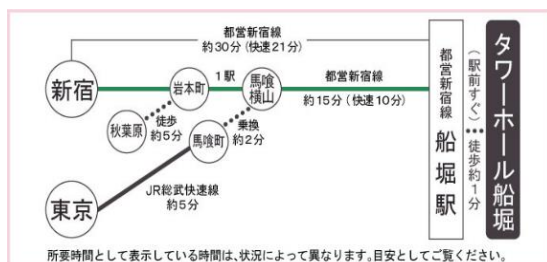 都営新宿線
約30分(快速21分)
新宿
岩本町
1駅
馬喰
横山
都営新宿線
約15分(快速10分)
秋葉原
徒歩
約5分
馬喰町
乗換
約2分
東京
JR総武快速線
約5分
都営新宿線 船堀駅
(駅前すぐ)
徒歩約1分
タワーホール船堀
所要時間として表示している時間は、状況によって異なります。目安としてご覧ください。